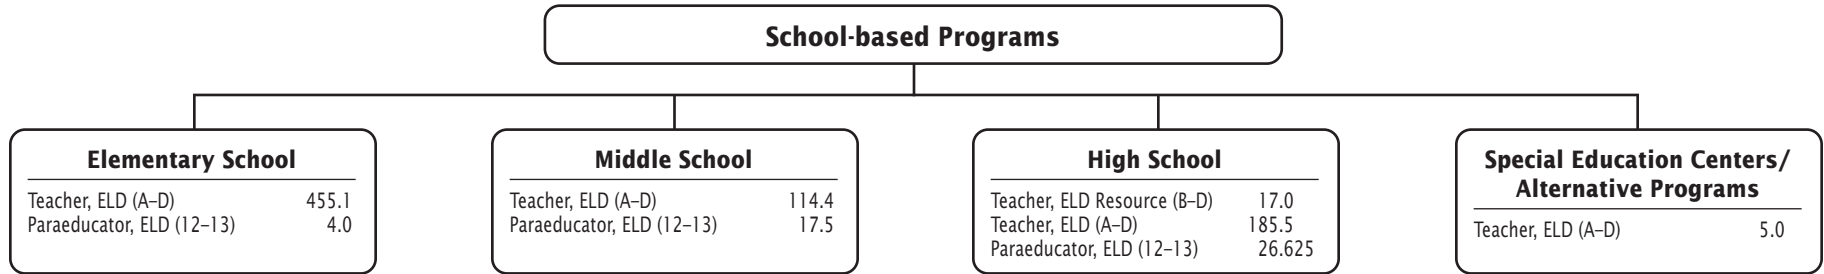 School-based Programs
Elementary School
Teacher, ELD (A–D) 455.1
Paraeducator, ELD (12–13) 4.0
Middle School
Teacher, ELD (A–D) 114.4
Paraeducator, ELD (12–13) 17.5
High School
Teacher, ELD Resource (B–D) 17.0
Teacher, ELD (A–D) 185.5
Paraeducator, ELD (12–13) 26.625
Special Education Centers/
Alternative Programs
Teacher, ELD (A–D) 5.0